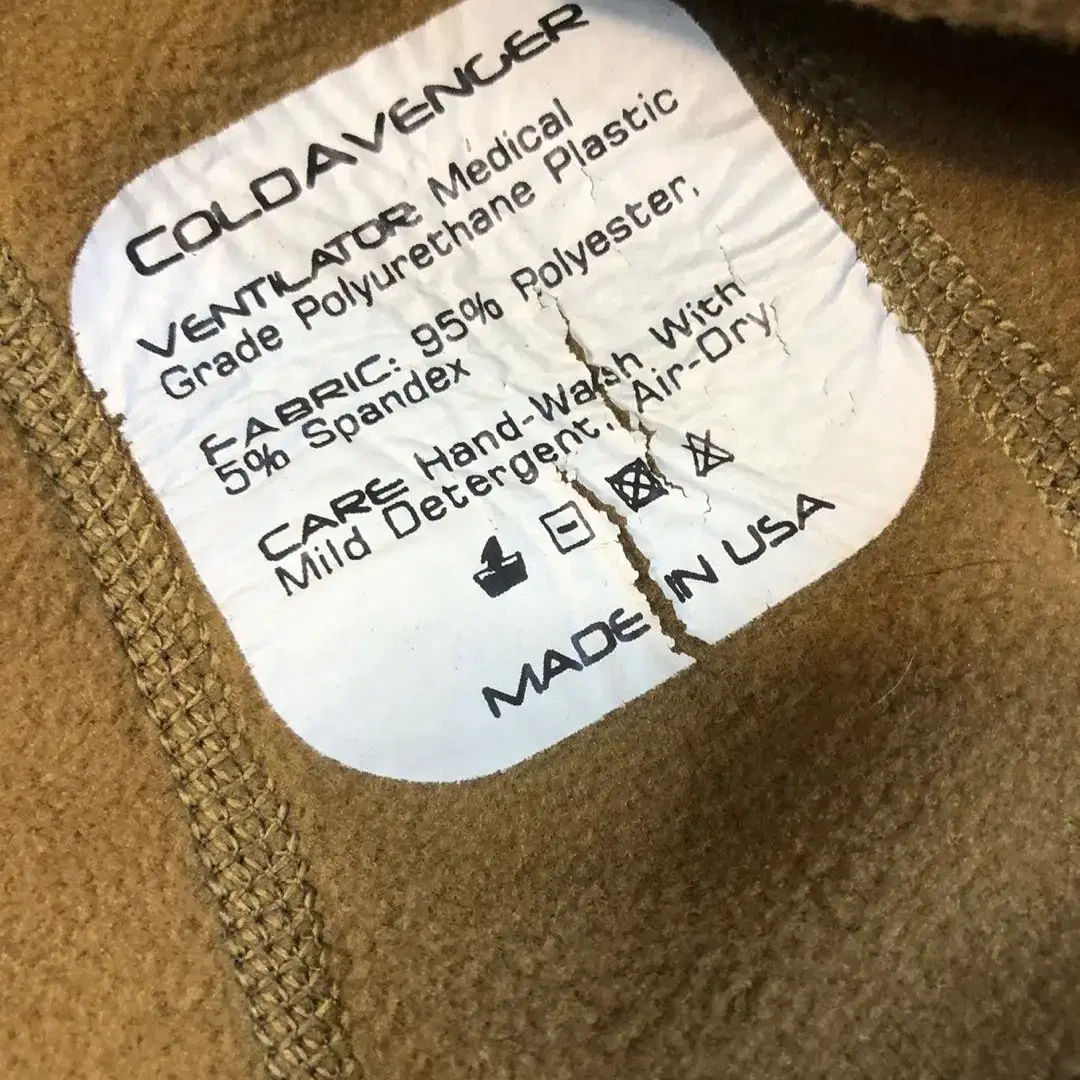 COLDAVENGER
VENTILATOR: Medical
Grade Polyurethane Plastic
FABRIC: 95% Polyester,
5% Spandex
CARE Hand-Wash With
Mild Detergent. Air-Dry
MADE IN USA